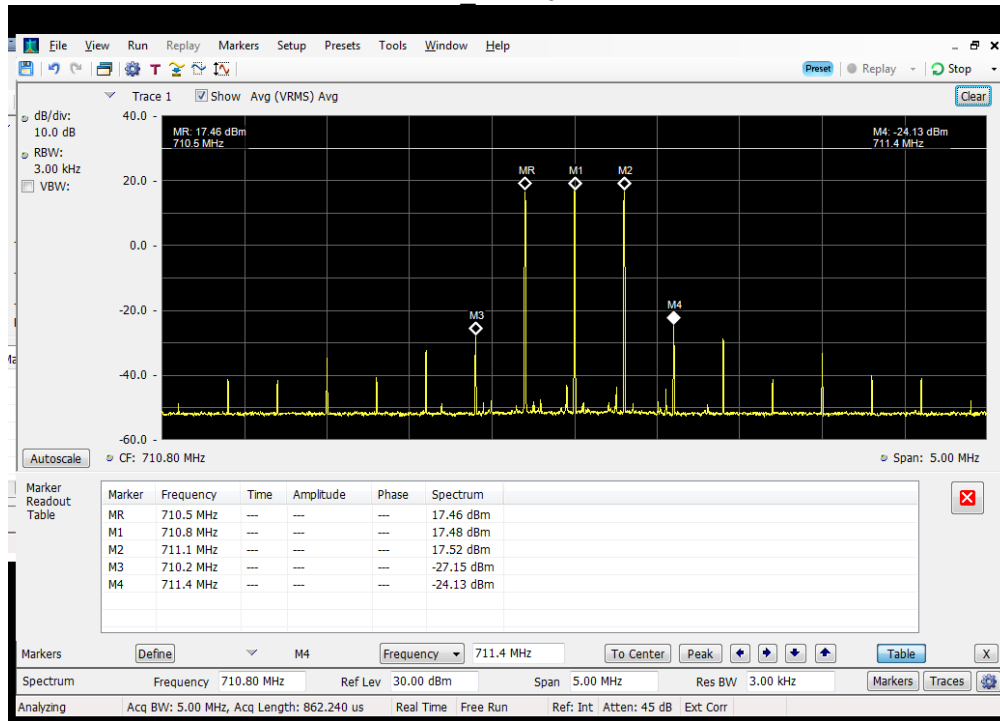 File View Run Replay Markers Setup Presets Tools Window Help
Preset Replay Stop
Trace 1 Show Avg (VRMS) Avg Clear
dB/div:
10.0 dB
RBW:
3.00 kHz
VBW:
40.0
20.0
0.0
-20.0
-40.0
-60.0
MR: 17.46 dBm
710.5 MHz
M4: -24.13 dBm
711.4 MHz
MR M1 M2
M3 M4
Autoscale CF: 710.80 MHz Span: 5.00 MHz
Marker
Readout
Table
Marker Frequency Time Amplitude Phase Spectrum
MR 710.5 MHz --- --- --- 17.46 dBm
M1 710.8 MHz --- --- --- 17.48 dBm
M2 711.1 MHz --- --- --- 17.52 dBm
M3 710.2 MHz --- --- --- -27.15 dBm
M4 711.4 MHz --- --- --- -24.13 dBm
Markers Define M4 Frequency 711.4 MHz To Center Peak Table X
Spectrum Frequency 710.80 MHz Ref Lev 30.00 dBm Span 5.00 MHz Res BW 3.00 kHz Markers Traces
Analyzing Acq BW: 5.00 MHz, Acq Length: 862.240 us Real Time Free Run Ref: Int Atten: 45 dB Ext Corr